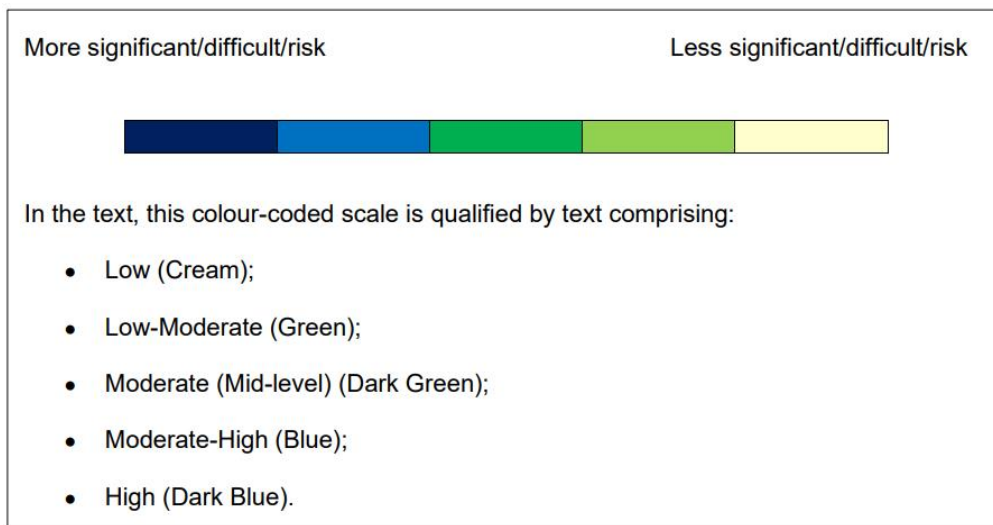 More significant/difficult/risk Less significant/difficult/risk
In the text, this colour-coded scale is qualified by text comprising:
● Low (Cream);
● Low-Moderate (Green);
● Moderate (Mid-level) (Dark Green);
● Moderate-High (Blue);
● High (Dark Blue).